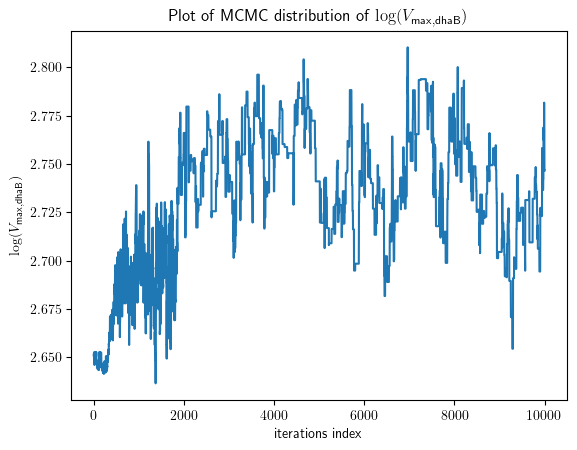 Plot of MCMC distribution of log(V_max,dhaB)
2.800
2.775
2.750
2.725
2.700
2.675
2.650
log(V_max,dhaB)
0 2000 4000 6000 8000 10000
iterations index